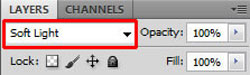 LAYERS CHANNELS
Soft Light Opacity: 100%
Lock: Fill: 100%